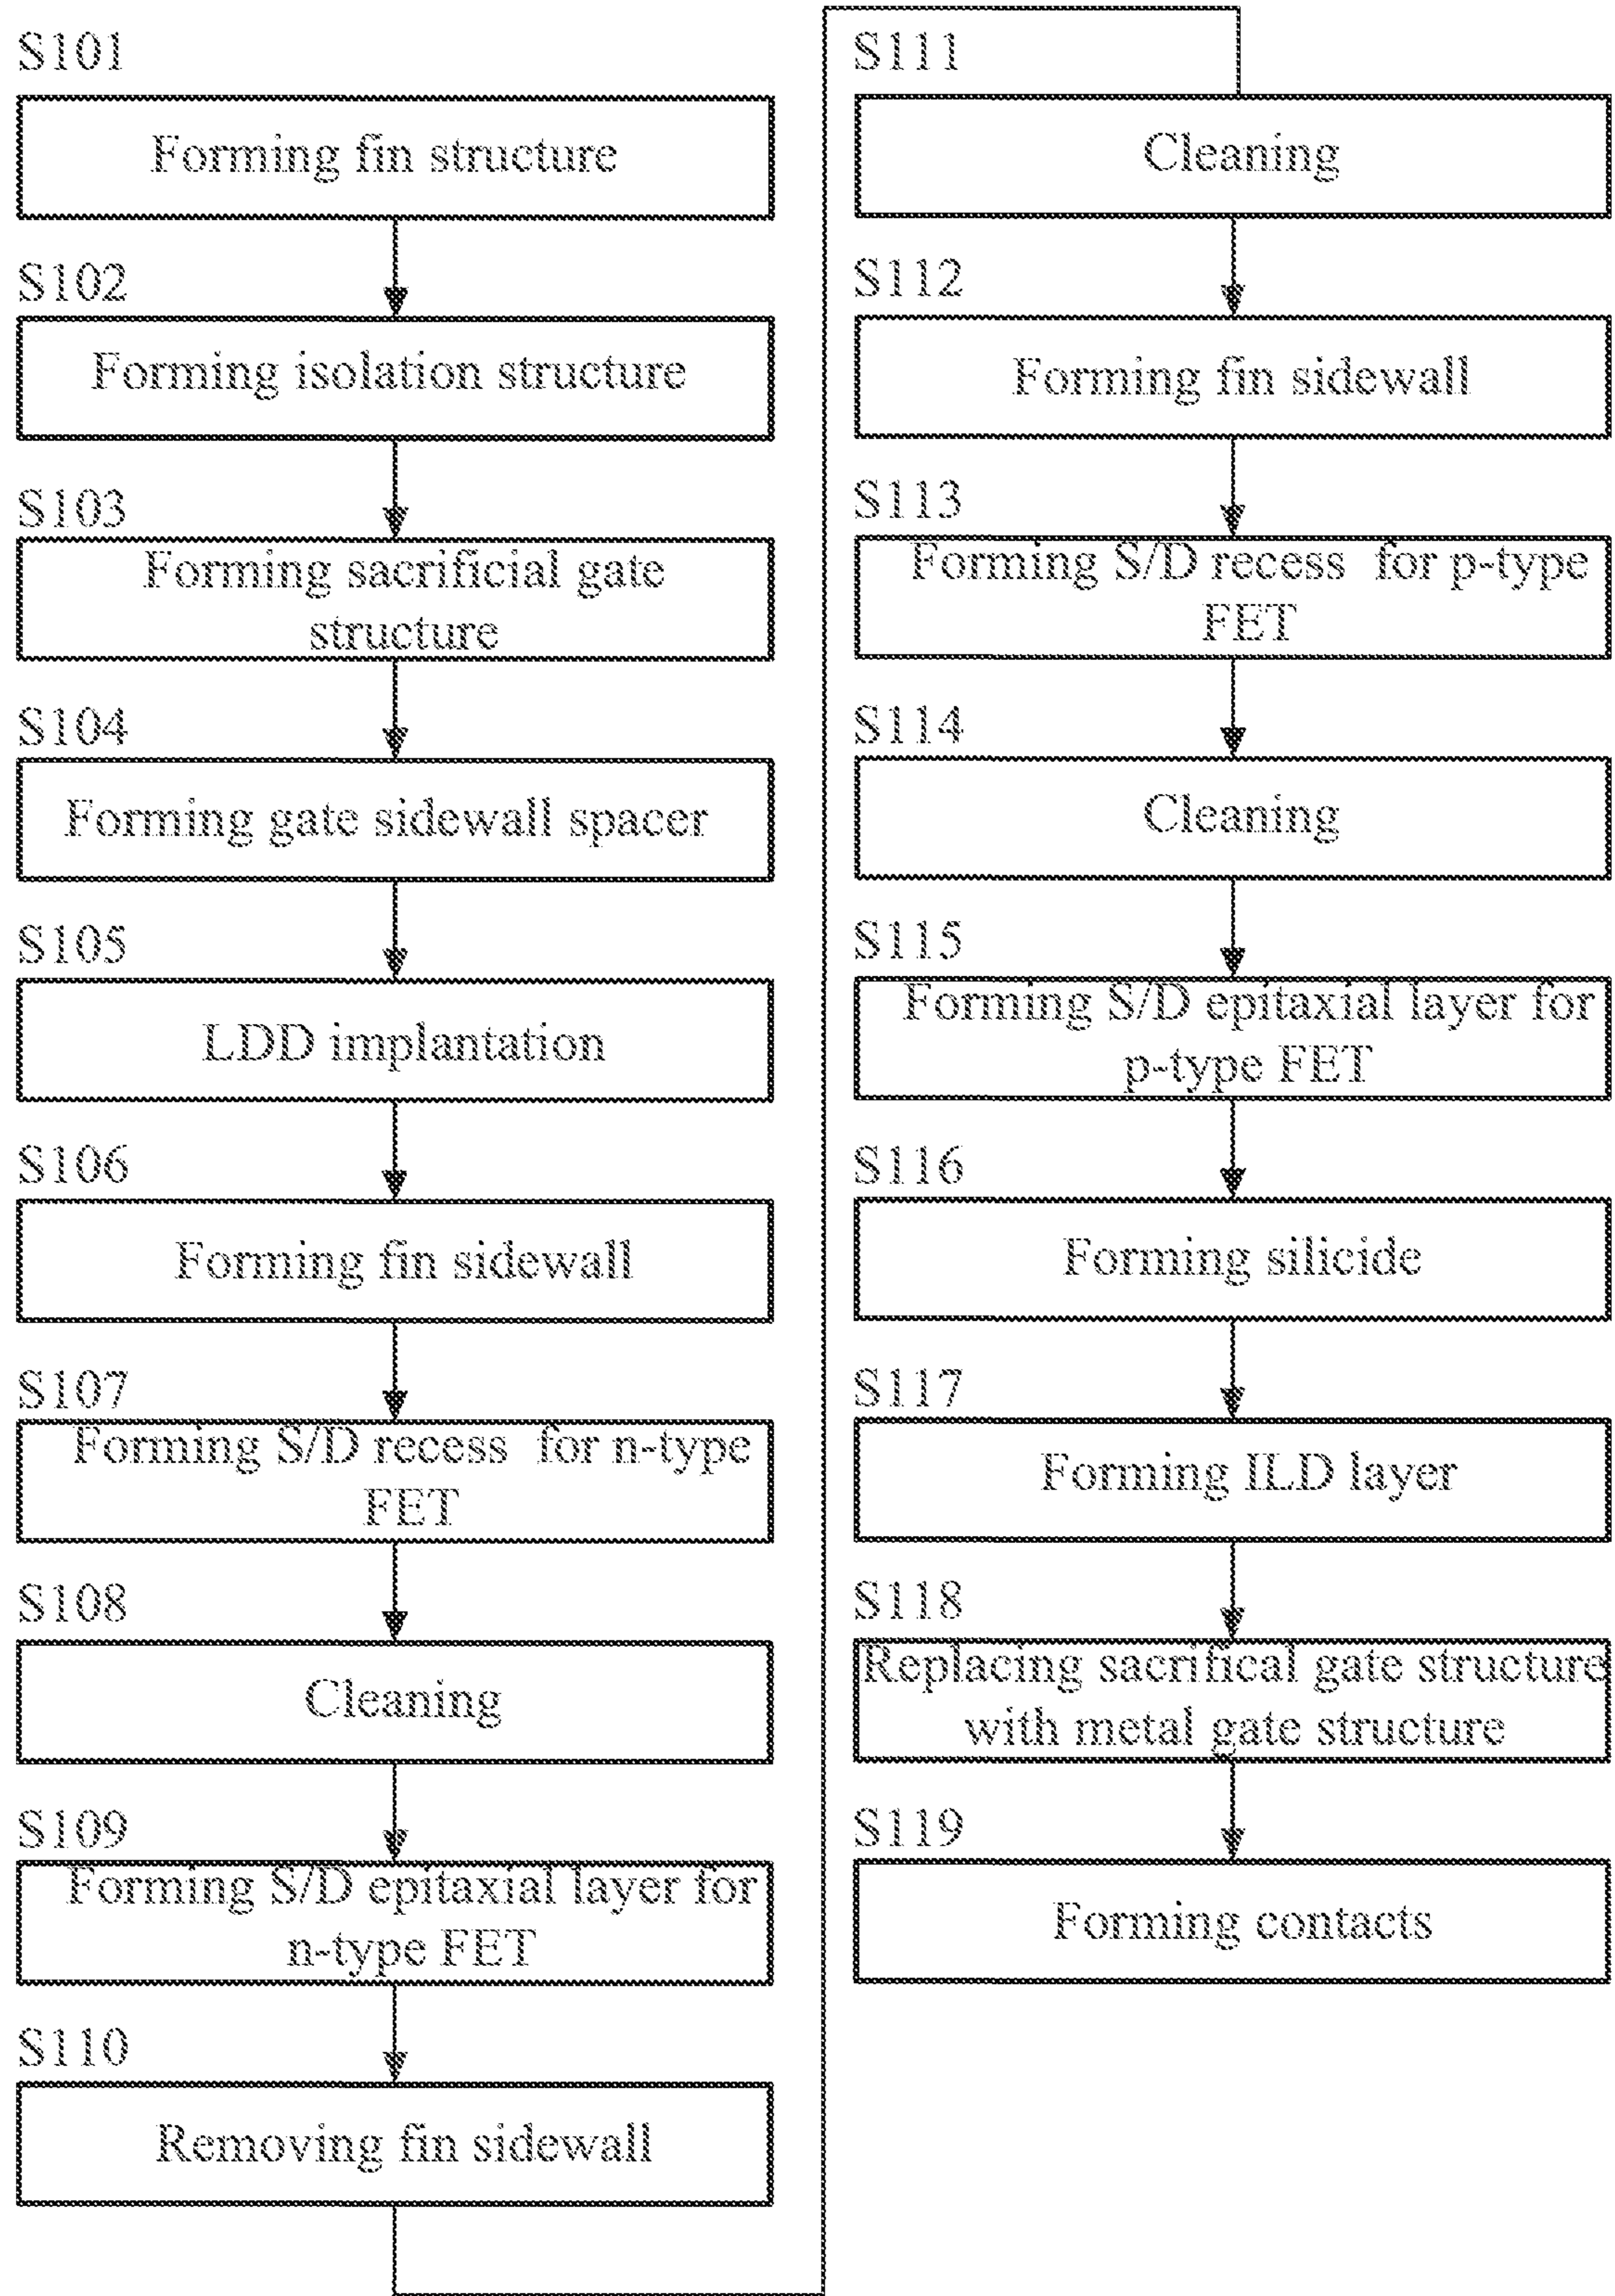 S101
Forming fin structure
S102
Forming isolation structure
S103
Forming sacrificial gate
structure
S104
Forming gate sidewall spacer
S105
LDD implantation
S106
Forming fin sidewall
S107
Forming S/D recess for n-type
FET
S108
Cleaning
S109
Forming S/D epitaxial layer for
n-type FET
S110
Removing fin sidewall
S111
Cleaning
S112
Forming fin sidewall
S113
Forming S/D recess for p-type
FET
S114
Cleaning
S115
Forming S/D epitaxial layer for
p-type FET
S116
Forming silicide
S117
Forming ILD layer
S118
Replacing sacrifical gate structure
with metal gate structure
S119
Forming contacts